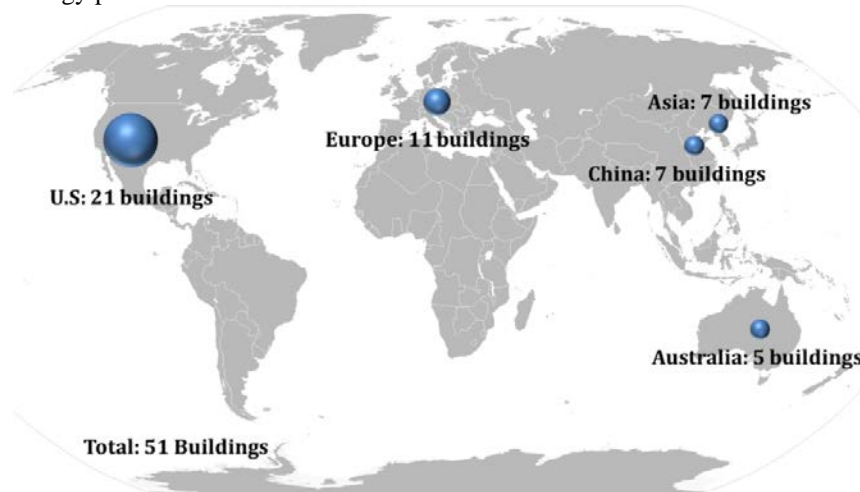 Asia: 7 buildings
Europe: 11 buildings
China: 7 buildings
U.S: 21 buildings
Australia: 5 buildings
Total: 51 Buildings